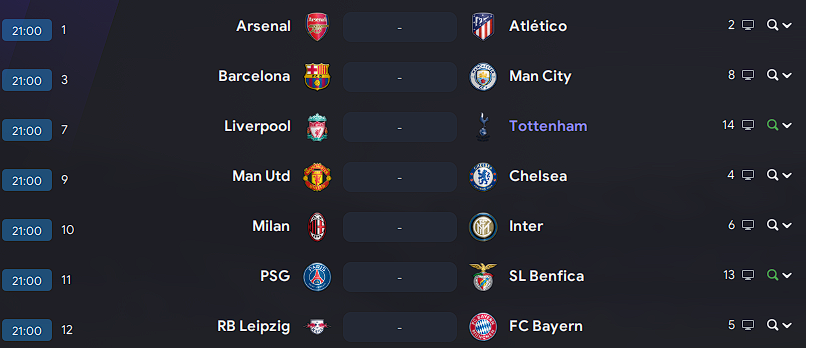 21:00 1 Arsenal - Atlético 2
21:00 3 Barcelona - Man City 8
21:00 7 Liverpool - Tottenham 14
21:00 9 Man Utd - Chelsea 4
21:00 10 Milan - Inter 6
21:00 11 PSG - SL Benfica 13
21:00 12 RB Leipzig - FC Bayern 5